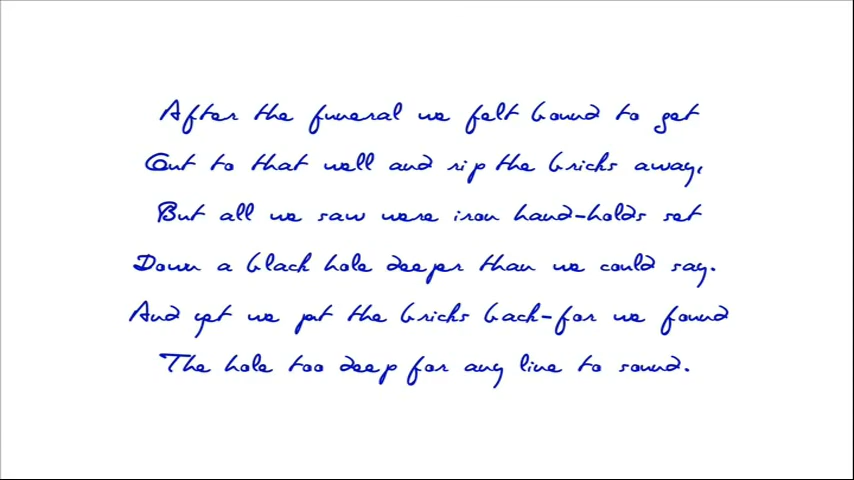 After the funeral we felt bound to get
Out to that well and rip the bricks away,
But all we saw were iron hand-holds set
Down a black hole deeper than we could say.
And yet we put the bricks back-for we found
The hole too deep for any line to sound.